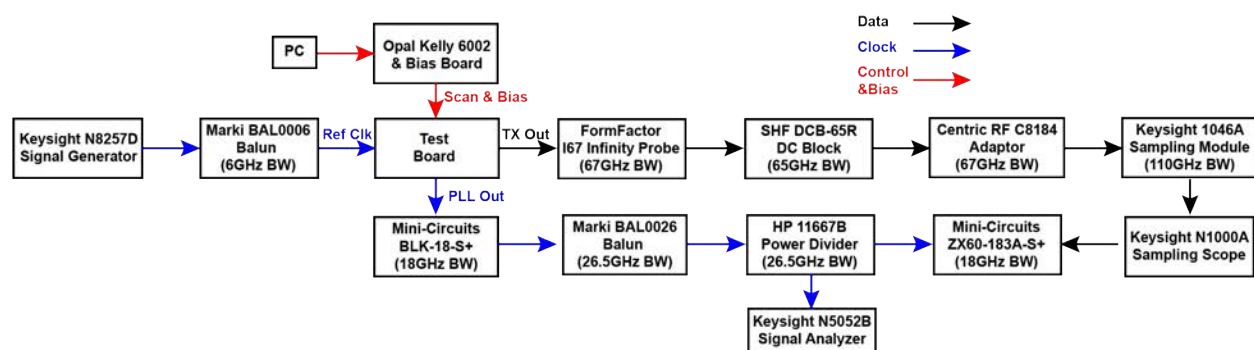 Data
Clock
Control
&Bias
PC
Opal Kelly 6002
& Bias Board
Scan & Bias
Keysight N8257D
Signal Generator
Marki BAL0006
Balun
(6GHz BW)
Ref Clk
Test
Board
TX Out
FormFactor
I67 Infinity Probe
(67GHz BW)
SHF DCB-65R
DC Block
(65GHz BW)
Centric RF C8184
Adaptor
(67GHz BW)
Keysight 1046A
Sampling Module
(110GHz BW)
PLL Out
Mini-Circuits
BLK-18-S+
(18GHz BW)
Marki BAL0026
Balun
(26.5GHz BW)
HP 11667B
Power Divider
(26.5GHz BW)
Mini-Circuits
ZX60-183A-S+
(18GHz BW)
Keysight N1000A
Sampling Scope
Keysight N5052B
Signal Analyzer